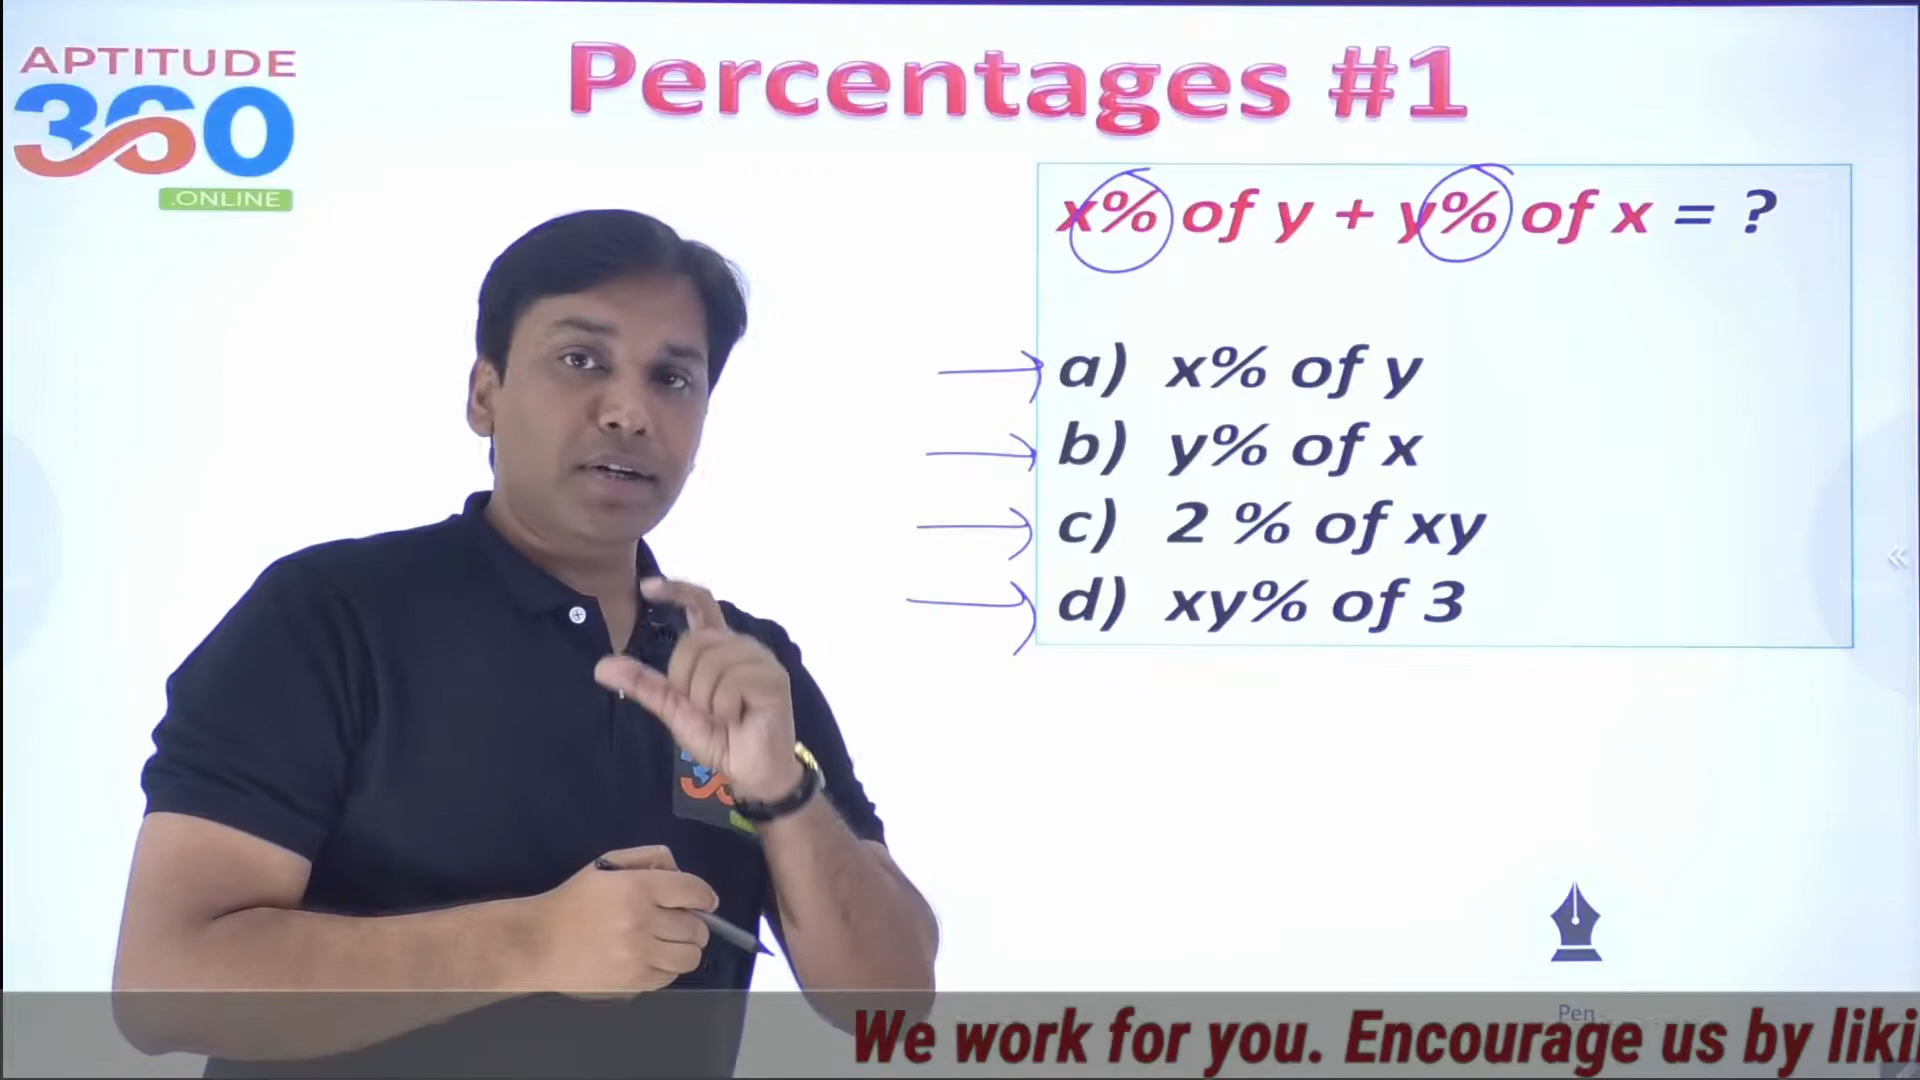 APTITUDE
360
.ONLINE
Percentages #1
x% of y + y% of x = ?
a) x% of y
b) y% of x
c) 2 % of xy
d) xy% of 3
Pen
We work for you. Encourage us by liki